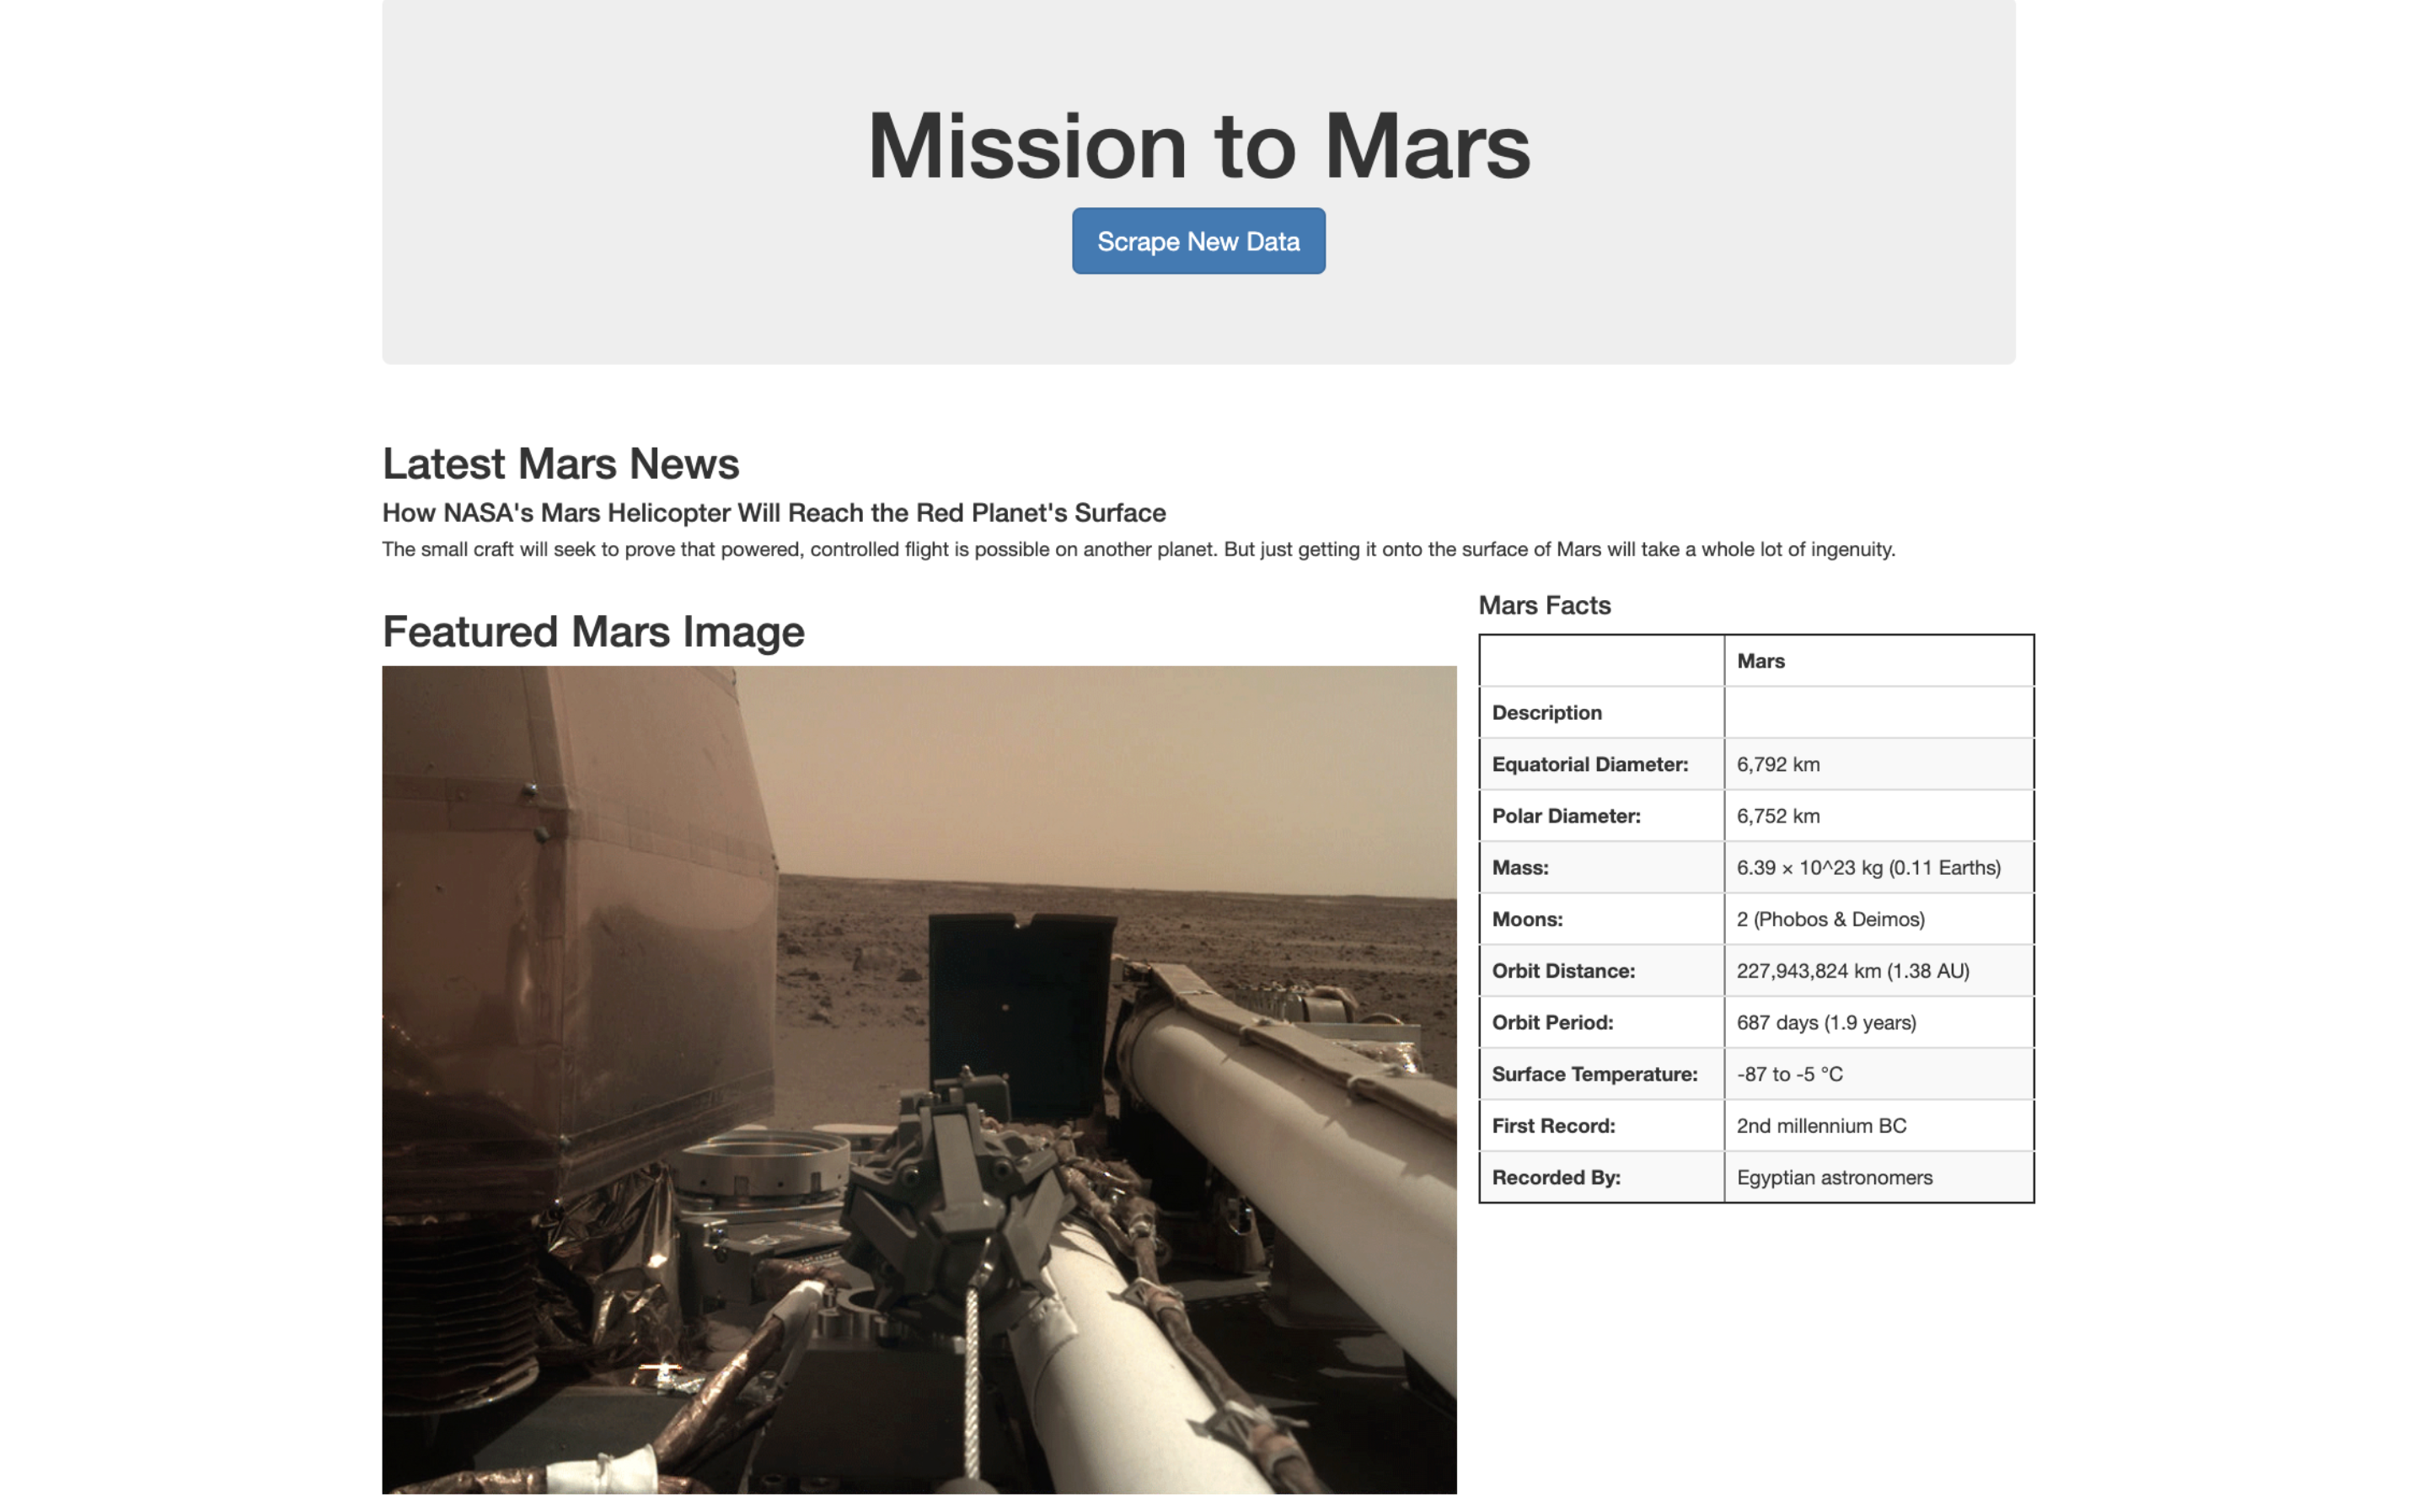 Mission to Mars
Scrape New Data
Latest Mars News
How NASA's Mars Helicopter Will Reach the Red Planet's Surface
The small craft will seek to prove that powered, controlled flight is possible on another planet. But just getting it onto the surface of Mars will take a whole lot of ingenuity.
Featured Mars Image
Mars Facts
Mars
Description
Equatorial Diameter: 6,792 km
Polar Diameter: 6,752 km
Mass: 6.39 × 10^23 kg (0.11 Earths)
Moons: 2 (Phobos & Deimos)
Orbit Distance: 227,943,824 km (1.38 AU)
Orbit Period: 687 days (1.9 years)
Surface Temperature: -87 to -5 °C
First Record: 2nd millennium BC
Recorded By: Egyptian astronomers